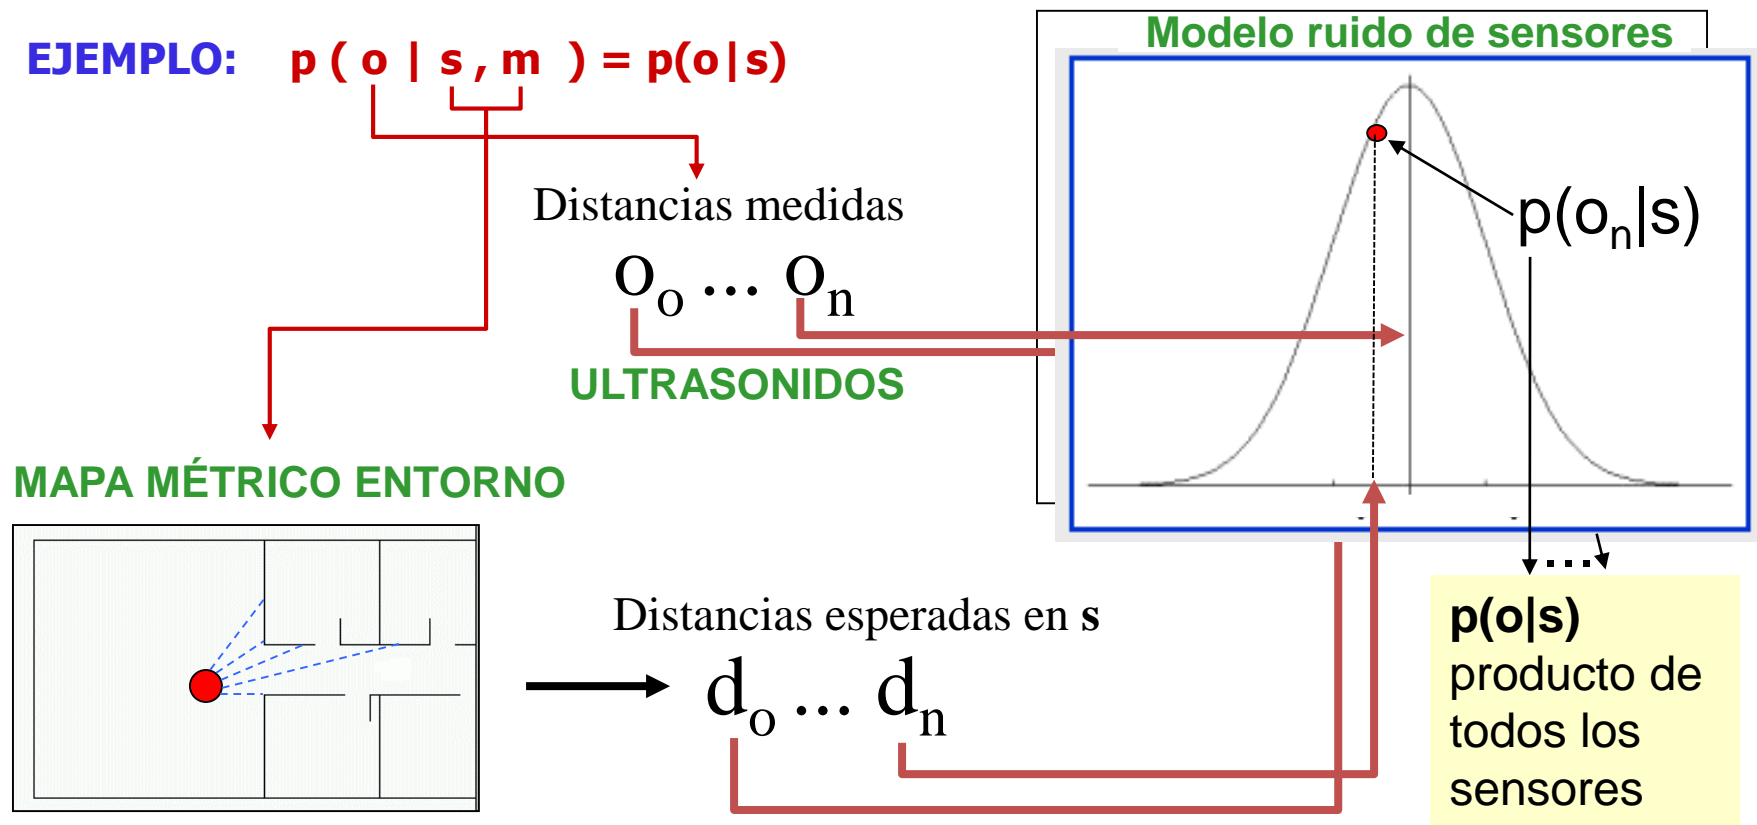 EJEMPLO: p ( o | s , m ) = p(o|s)
Modelo ruido de sensores
Distancias medidas
oo ... on
p(on|s)
ULTRASONIDOS
MAPA MÉTRICO ENTORNO
...
Distancias esperadas en s
do ... dn
p(o|s)
producto de
todos los
sensores